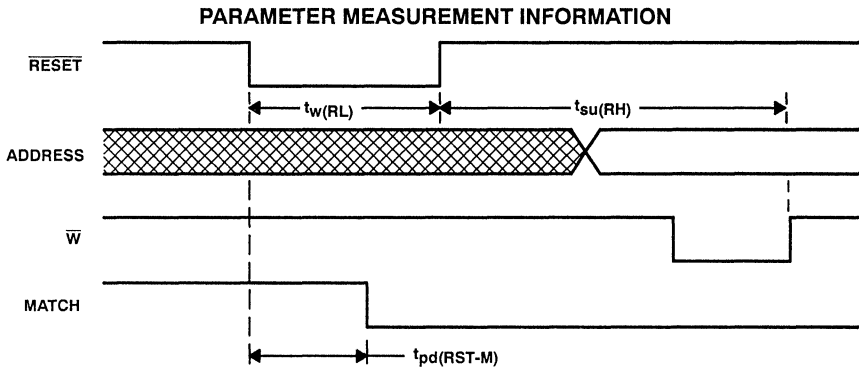 PARAMETER MEASUREMENT INFORMATION
RESET
tw(RL)
tsu(RH)
ADDRESS
W
MATCH
tpd(RST-M)